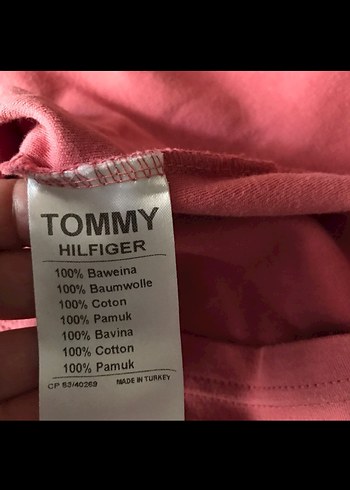 TOMMY
HILFIGER
100% Baweina
100% Baumwolle
100% Coton
100% Pamuk
100% Bavina
100% Cotton
100% Pamuk
CP 53/40269 MADE IN TURKEY